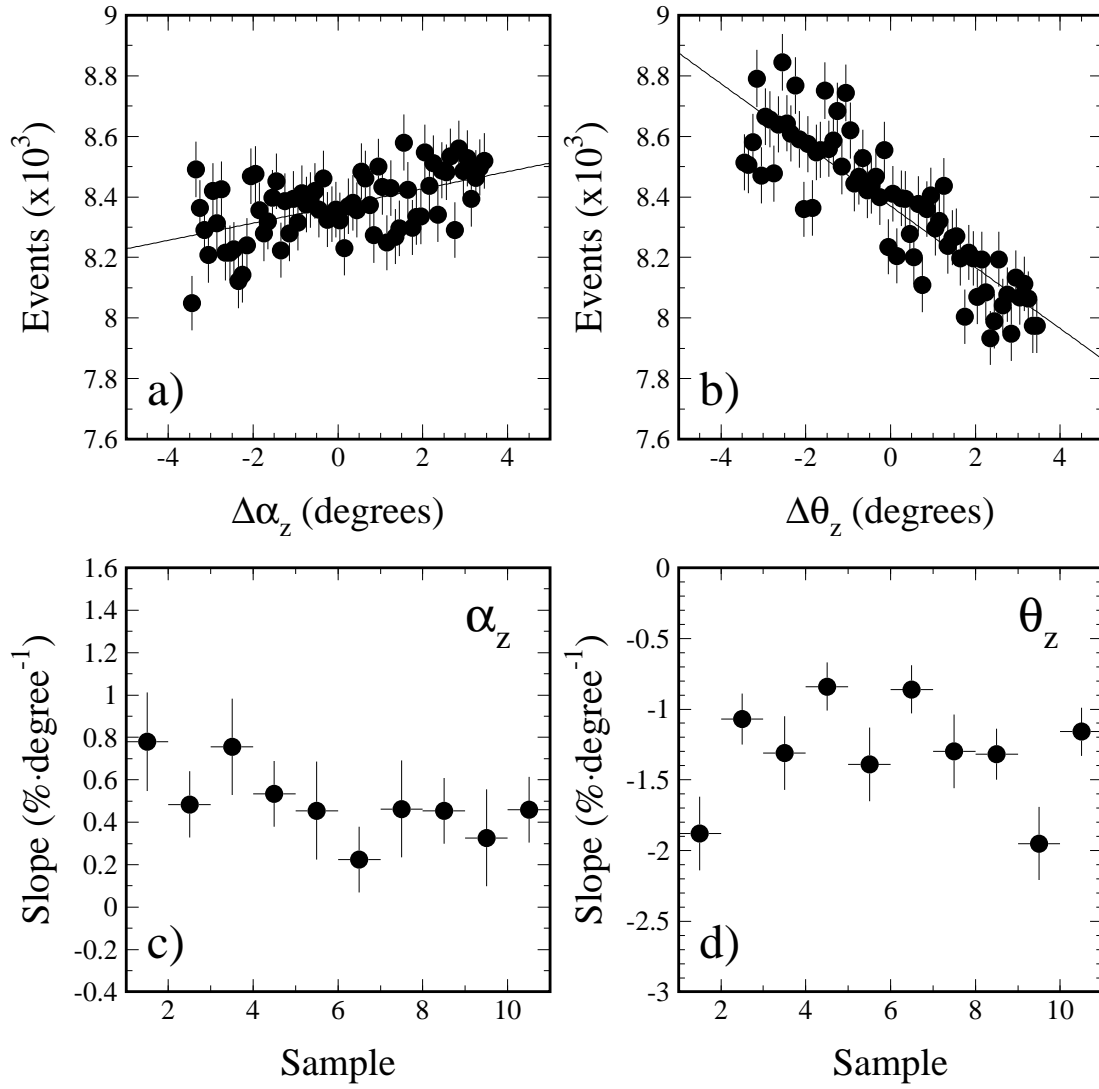 9
8.8
8.6
8.4
8.2
8
7.8
7.6
Events (x10^3)
a)
-4 -2 0 2 4
Δα_z (degrees)
9
8.8
8.6
8.4
8.2
8
7.8
7.6
Events (x10^3)
b)
-4 -2 0 2 4
Δθ_z (degrees)
1.6
1.4
1.2
1
0.8
0.6
0.4
0.2
0
-0.2
-0.4
Slope (%·degree^-1)
α_z
c)
2 4 6 8 10
Sample
0
-0.5
-1
-1.5
-2
-2.5
-3
Slope (%·degree^-1)
θ_z
d)
2 4 6 8 10
Sample